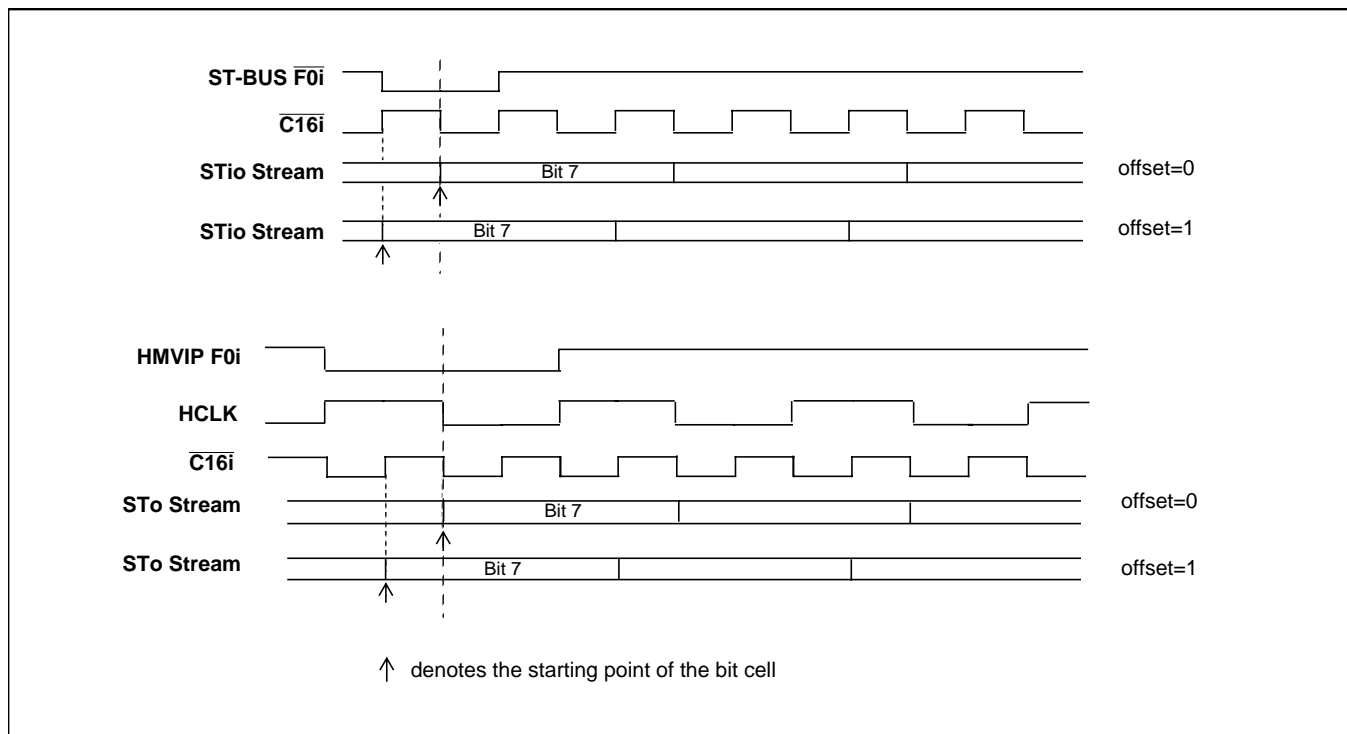 ST-BUS F0i
C16i
STio Stream Bit 7 offset=0
STio Stream Bit 7 offset=1
HMVIP F0i
HCLK
C16i
STo Stream Bit 7 offset=0
STo Stream Bit 7 offset=1
denotes the starting point of the bit cell